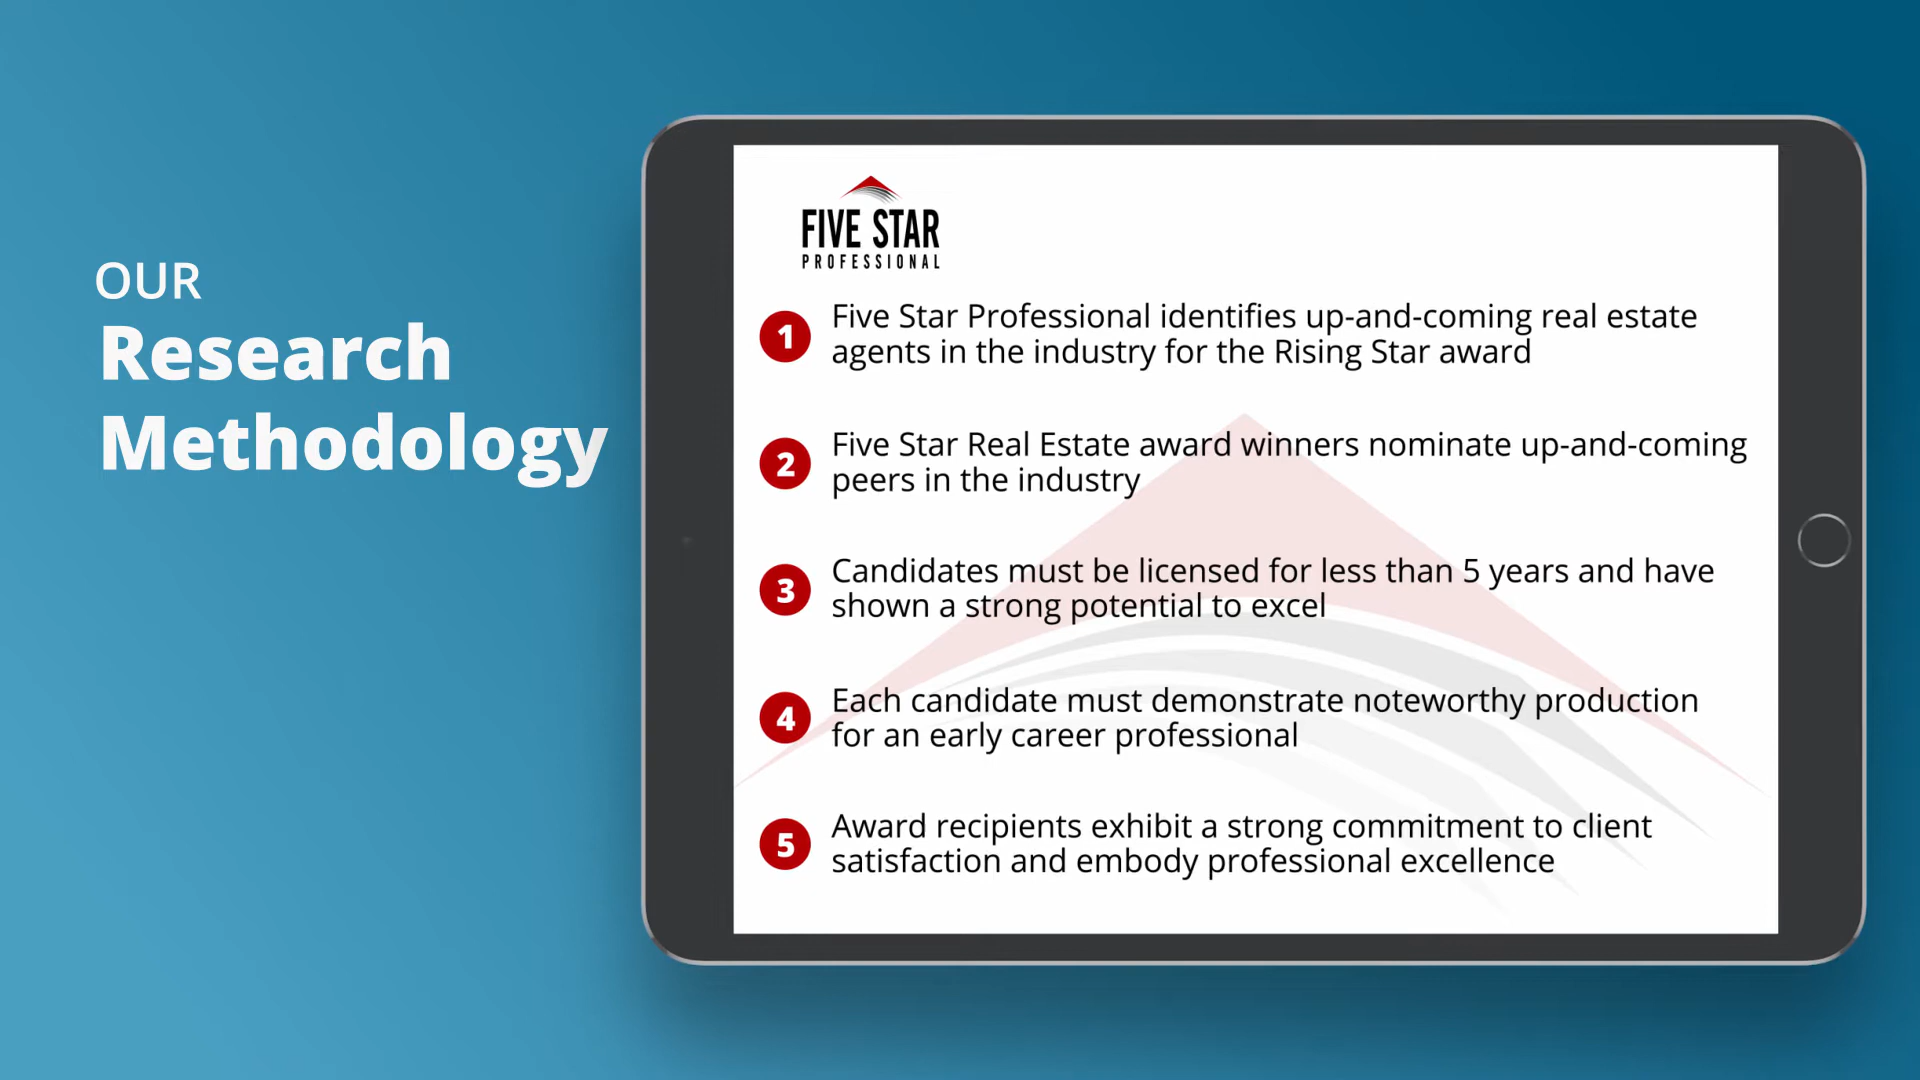 OUR
Research
Methodology
FIVE STAR
PROFESSIONAL
1 Five Star Professional identifies up-and-coming real estate
agents in the industry for the Rising Star award
2 Five Star Real Estate award winners nominate up-and-coming
peers in the industry
3 Candidates must be licensed for less than 5 years and have
shown a strong potential to excel
4 Each candidate must demonstrate noteworthy production
for an early career professional
5 Award recipients exhibit a strong commitment to client
satisfaction and embody professional excellence